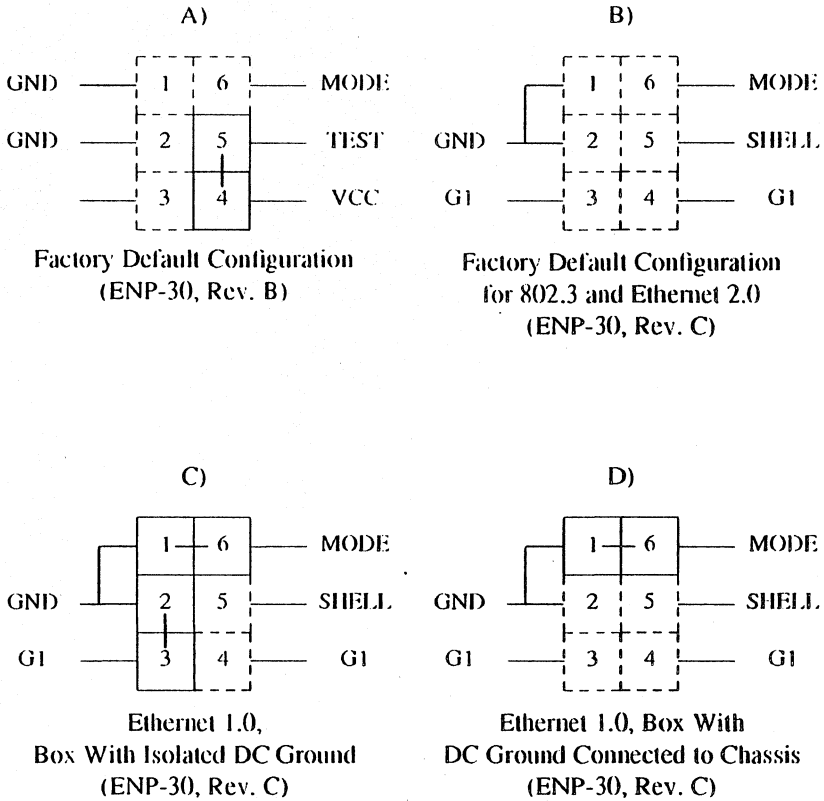 A)
GND 1 6 MODE
GND 2 5 TEST
3 4 VCC
Factory Default Configuration
(ENP-30, Rev. B)
B)
1 6 MODE
GND 2 5 SHELL
G1 3 4 G1
Factory Default Configuration
for 802.3 and Ethernet 2.0
(ENP-30, Rev. C)
C)
1 6 MODE
GND 2 5 SHELL
G1 3 4 G1
Ethernet 1.0,
Box With Isolated DC Ground
(ENP-30, Rev. C)
D)
1 6 MODE
GND 2 5 SHELL
G1 3 4 G1
Ethernet 1.0, Box With
DC Ground Connected to Chassis
(ENP-30, Rev. C)